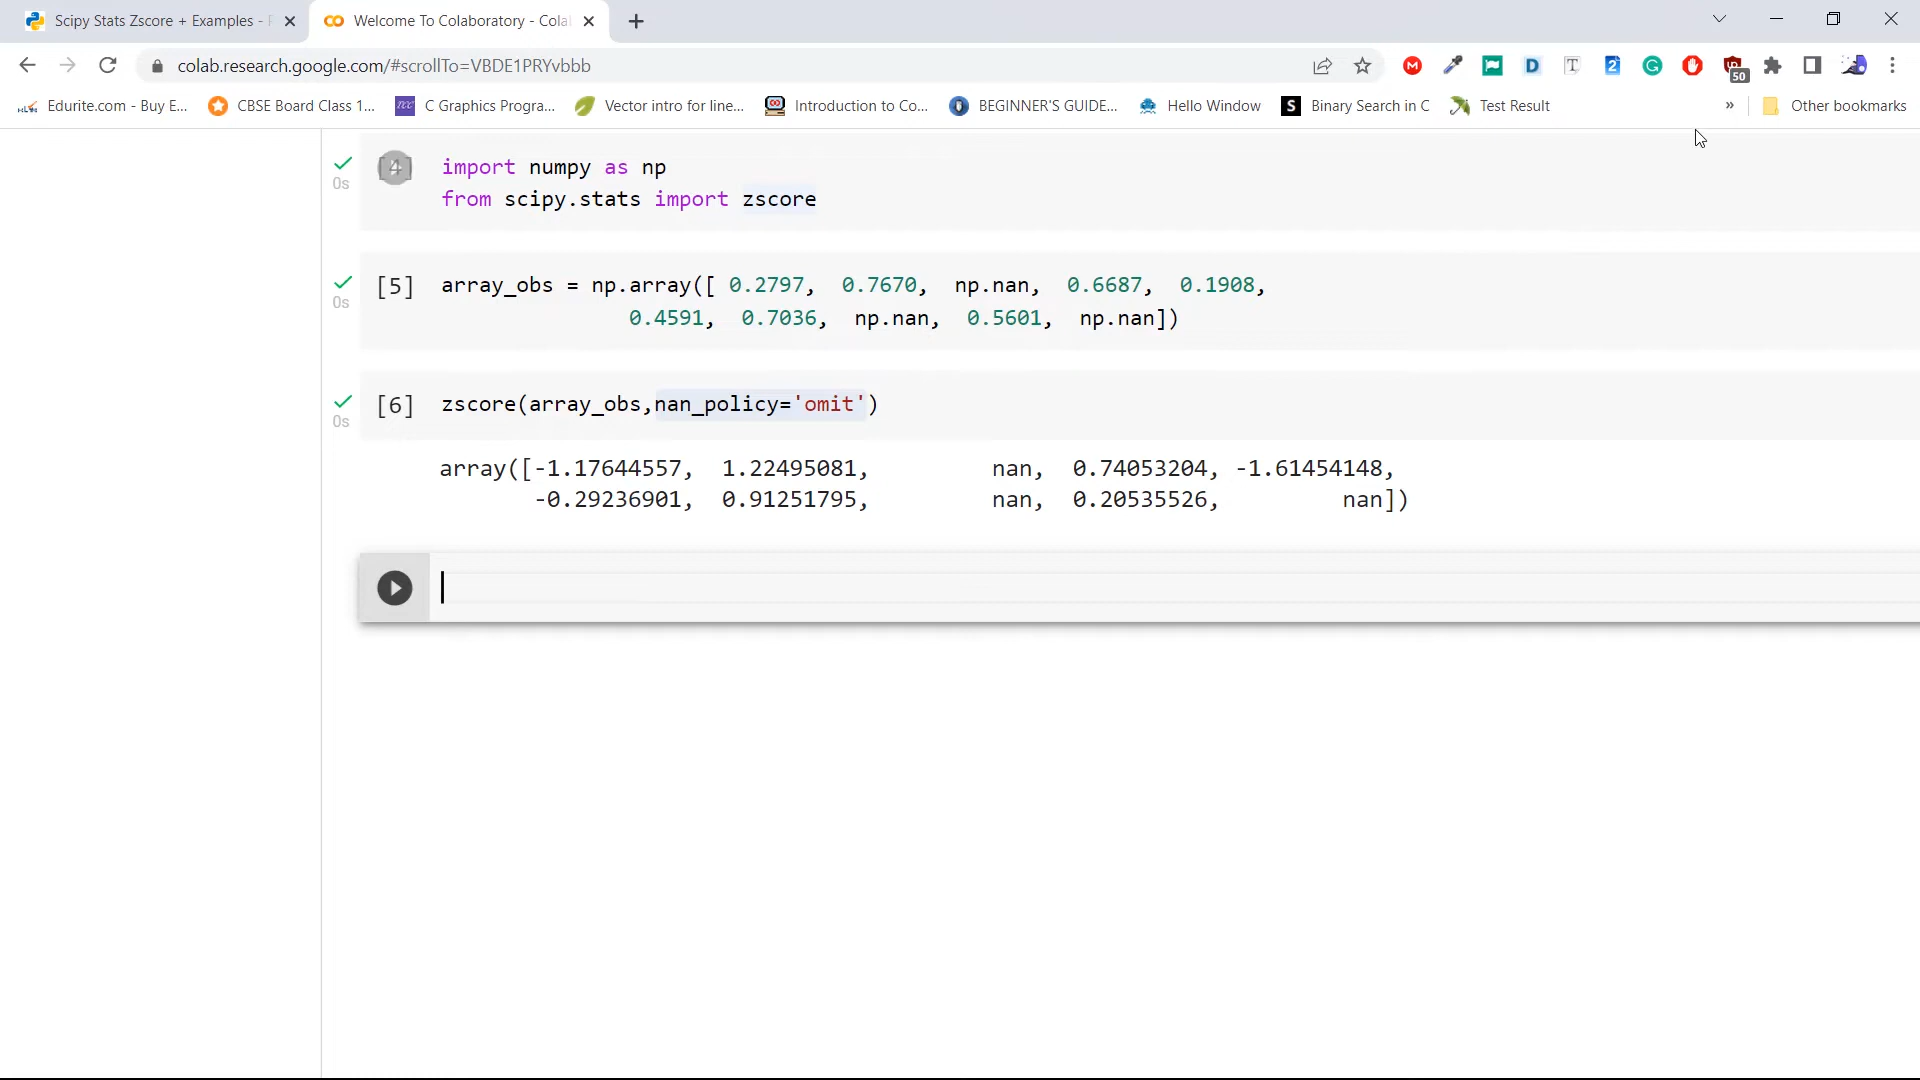 Scipy Stats Zscore + Examples -
Welcome To Colaboratory - Cola
colab.research.google.com/#scrollTo=VBDE1PRYvbbb
50
Edurite.com - Buy E...
CBSE Board Class 1...
C Graphics Progra...
Vector intro for line...
Introduction to Co...
BEGINNER'S GUIDE...
Hello Window
Binary Search in C
Test Result
»
Other bookmarks
[4] import numpy as np
0s
from scipy.stats import zscore
[5] array_obs = np.array([ 0.2797, 0.7670, np.nan, 0.6687, 0.1908,
0s
0.4591, 0.7036, np.nan, 0.5601, np.nan])
[6] zscore(array_obs,nan_policy='omit')
0s
array([-1.17644557, 1.22495081, nan, 0.74053204, -1.61454148,
-0.29236901, 0.91251795, nan, 0.20535526, nan])